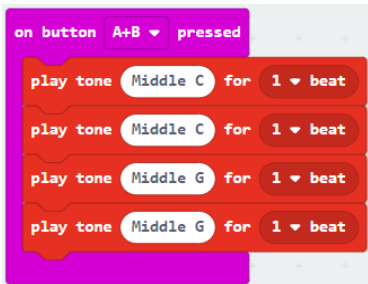 on button A+B pressed
play tone Middle C for 1 beat
play tone Middle C for 1 beat
play tone Middle G for 1 beat
play tone Middle G for 1 beat